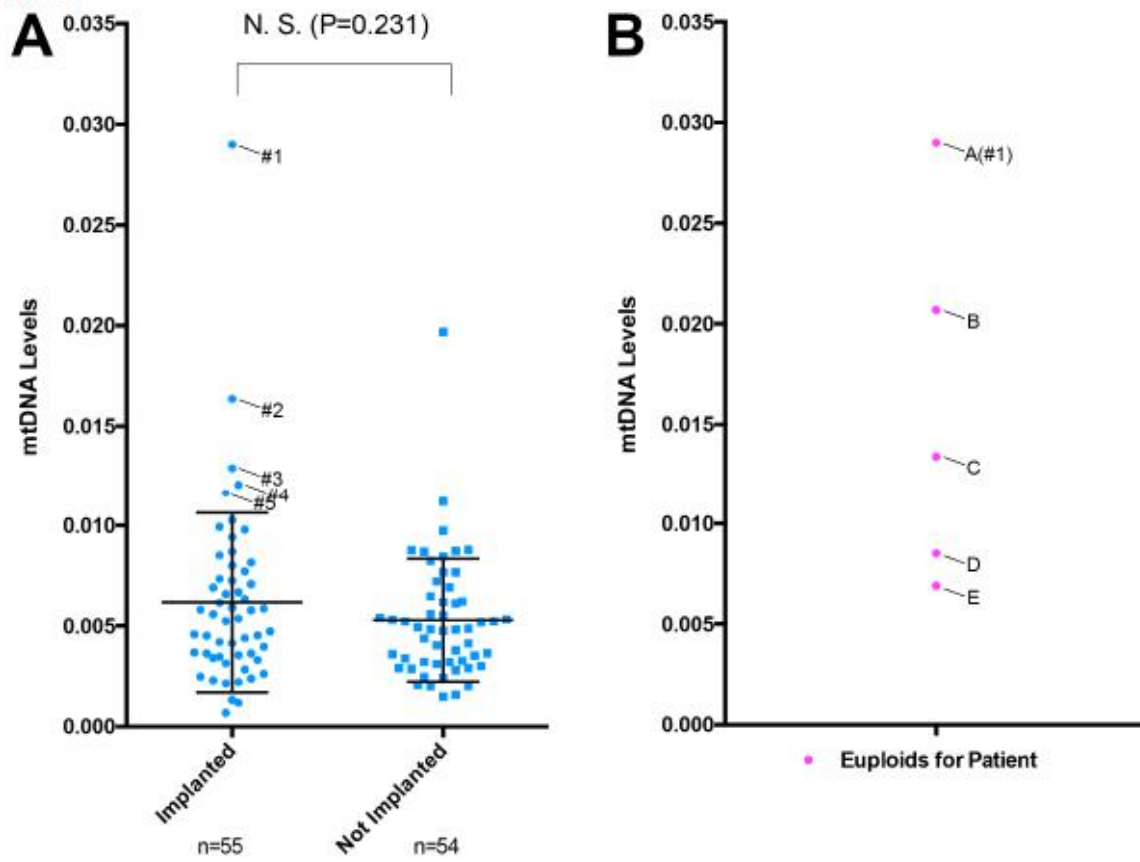 A
N. S. (P=0.231)
mtDNA Levels
0.035
0.030
0.025
0.020
0.015
0.010
0.005
0.000
#1
#2
#3
#4
#5
Implanted
Not Implanted
n=55
n=54
B
mtDNA Levels
0.035
0.030
0.025
0.020
0.015
0.010
0.005
0.000
A(#1)
B
C
D
E
Euploids for Patient